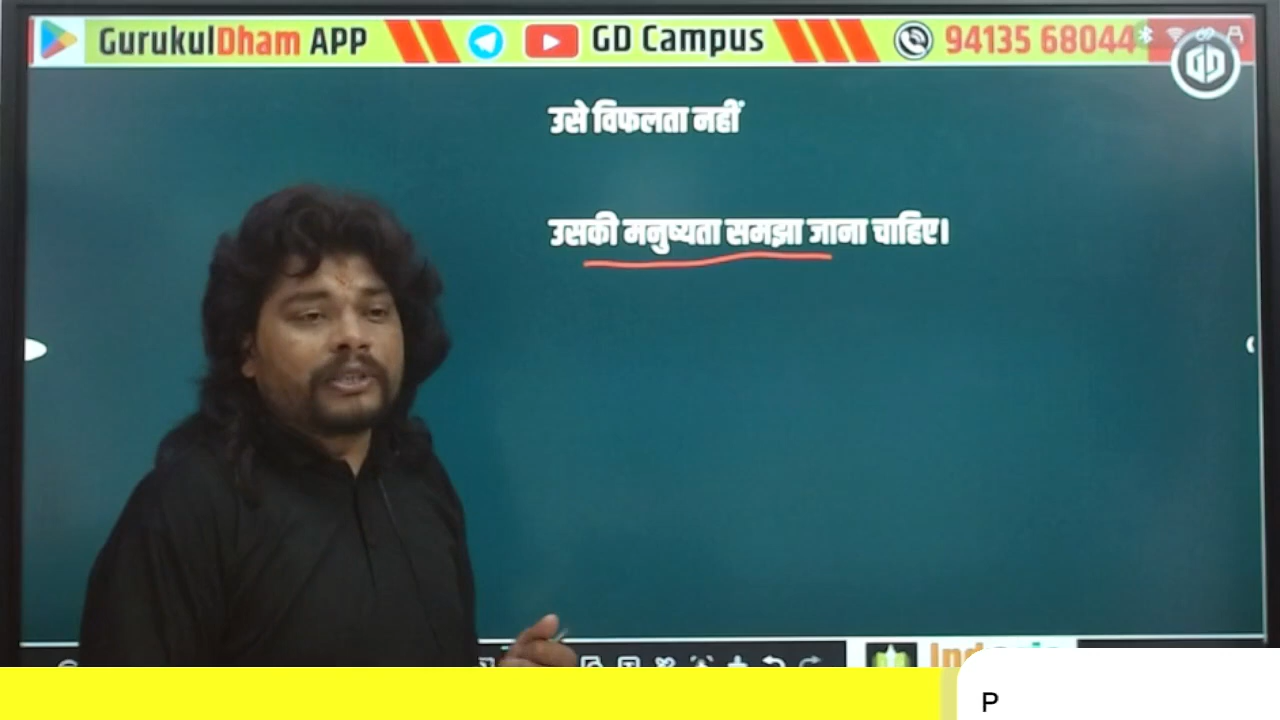 GurukulDham APP GD Campus 94135 68044
उसे विफलता नहीं
उसकी मनुष्यता समझा जाना चाहिए।
P